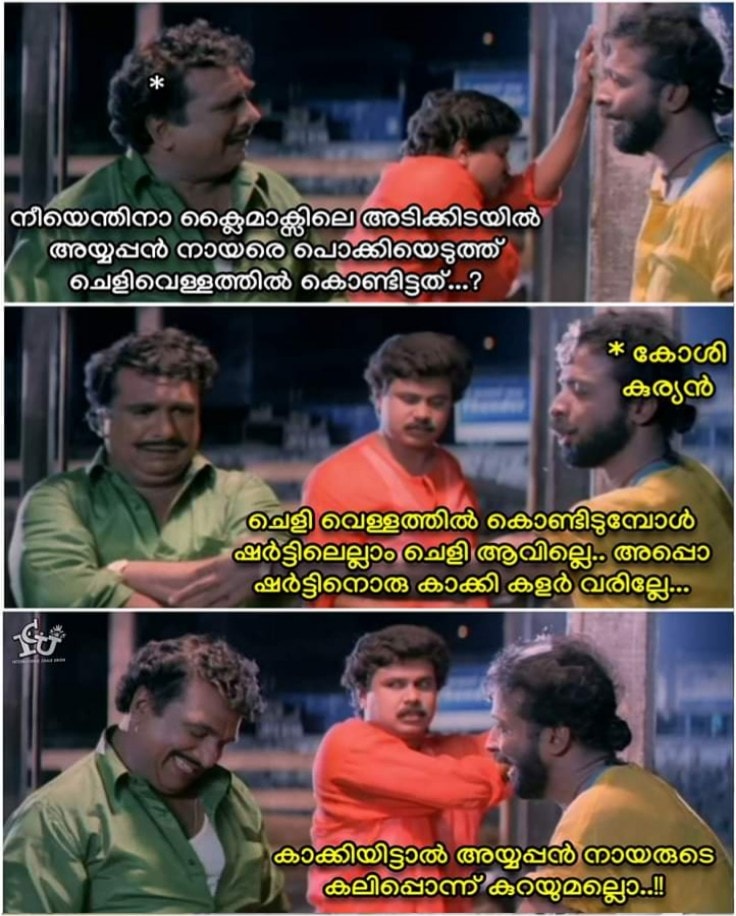 *
നീയെന്തിനാ ക്ലൈമാക്സിലെ അടിക്കിടയിൽ
അയ്യപ്പൻ നായരെ പൊക്കിയെടുത്ത്
ചെളിവെള്ളത്തിൽ കൊണ്ടിട്ടത്...?
* കോശി
കുര്യൻ
ചെളി വെള്ളത്തിൽ കൊണ്ടിടുമ്പോൾ
ഷർട്ടിലെല്ലാം ചെളി ആവില്ലെ.. അപ്പൊ
ഷർട്ടിനൊരു കാക്കി കളർ വരില്ലേ...
ICU
കാക്കിയിട്ടാൽ അയ്യപ്പൻ നായരുടെ
കലിപ്പൊന്ന് കുറയുമല്ലൊ..!!